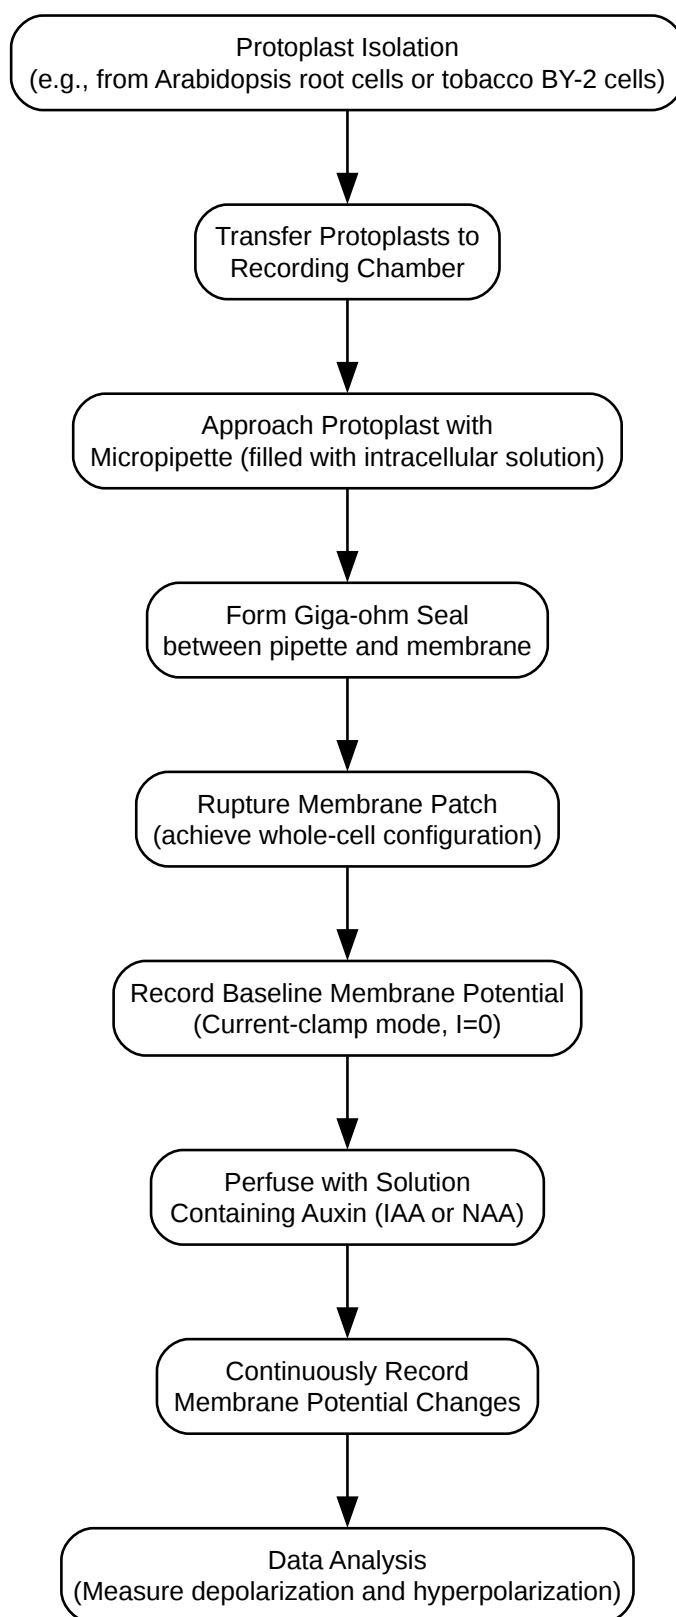 Protoplast Isolation
(e.g., from Arabidopsis root cells or tobacco BY-2 cells)
Transfer Protoplasts to
Recording Chamber
Approach Protoplast with
Micropipette (filled with intracellular solution)
Form Giga-ohm Seal
between pipette and membrane
Rupture Membrane Patch
(achieve whole-cell configuration)
Record Baseline Membrane Potential
(Current-clamp mode, I=0)
Perfuse with Solution
Containing Auxin (IAA or NAA)
Continuously Record
Membrane Potential Changes
Data Analysis
(Measure depolarization and hyperpolarization)